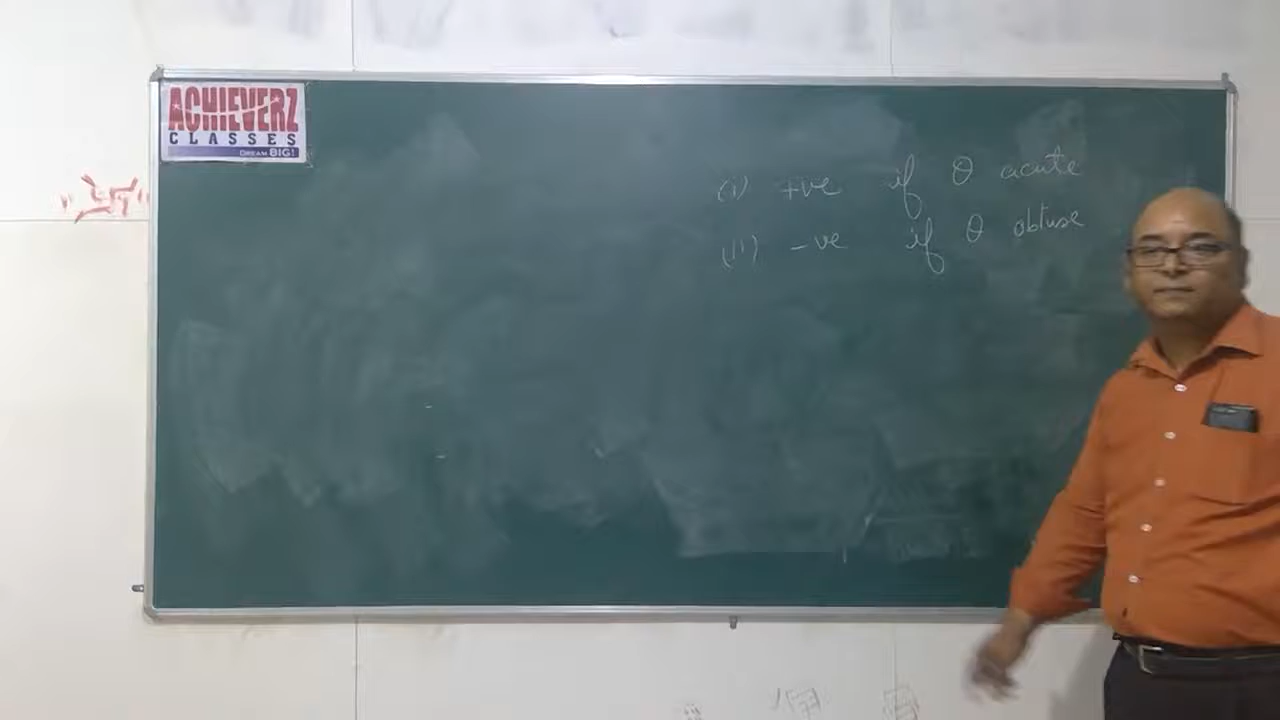 ACHIEVERZ
CLASSES
DREAM BIG!
(i) +ve if θ acute
(ii) -ve if θ obtuse